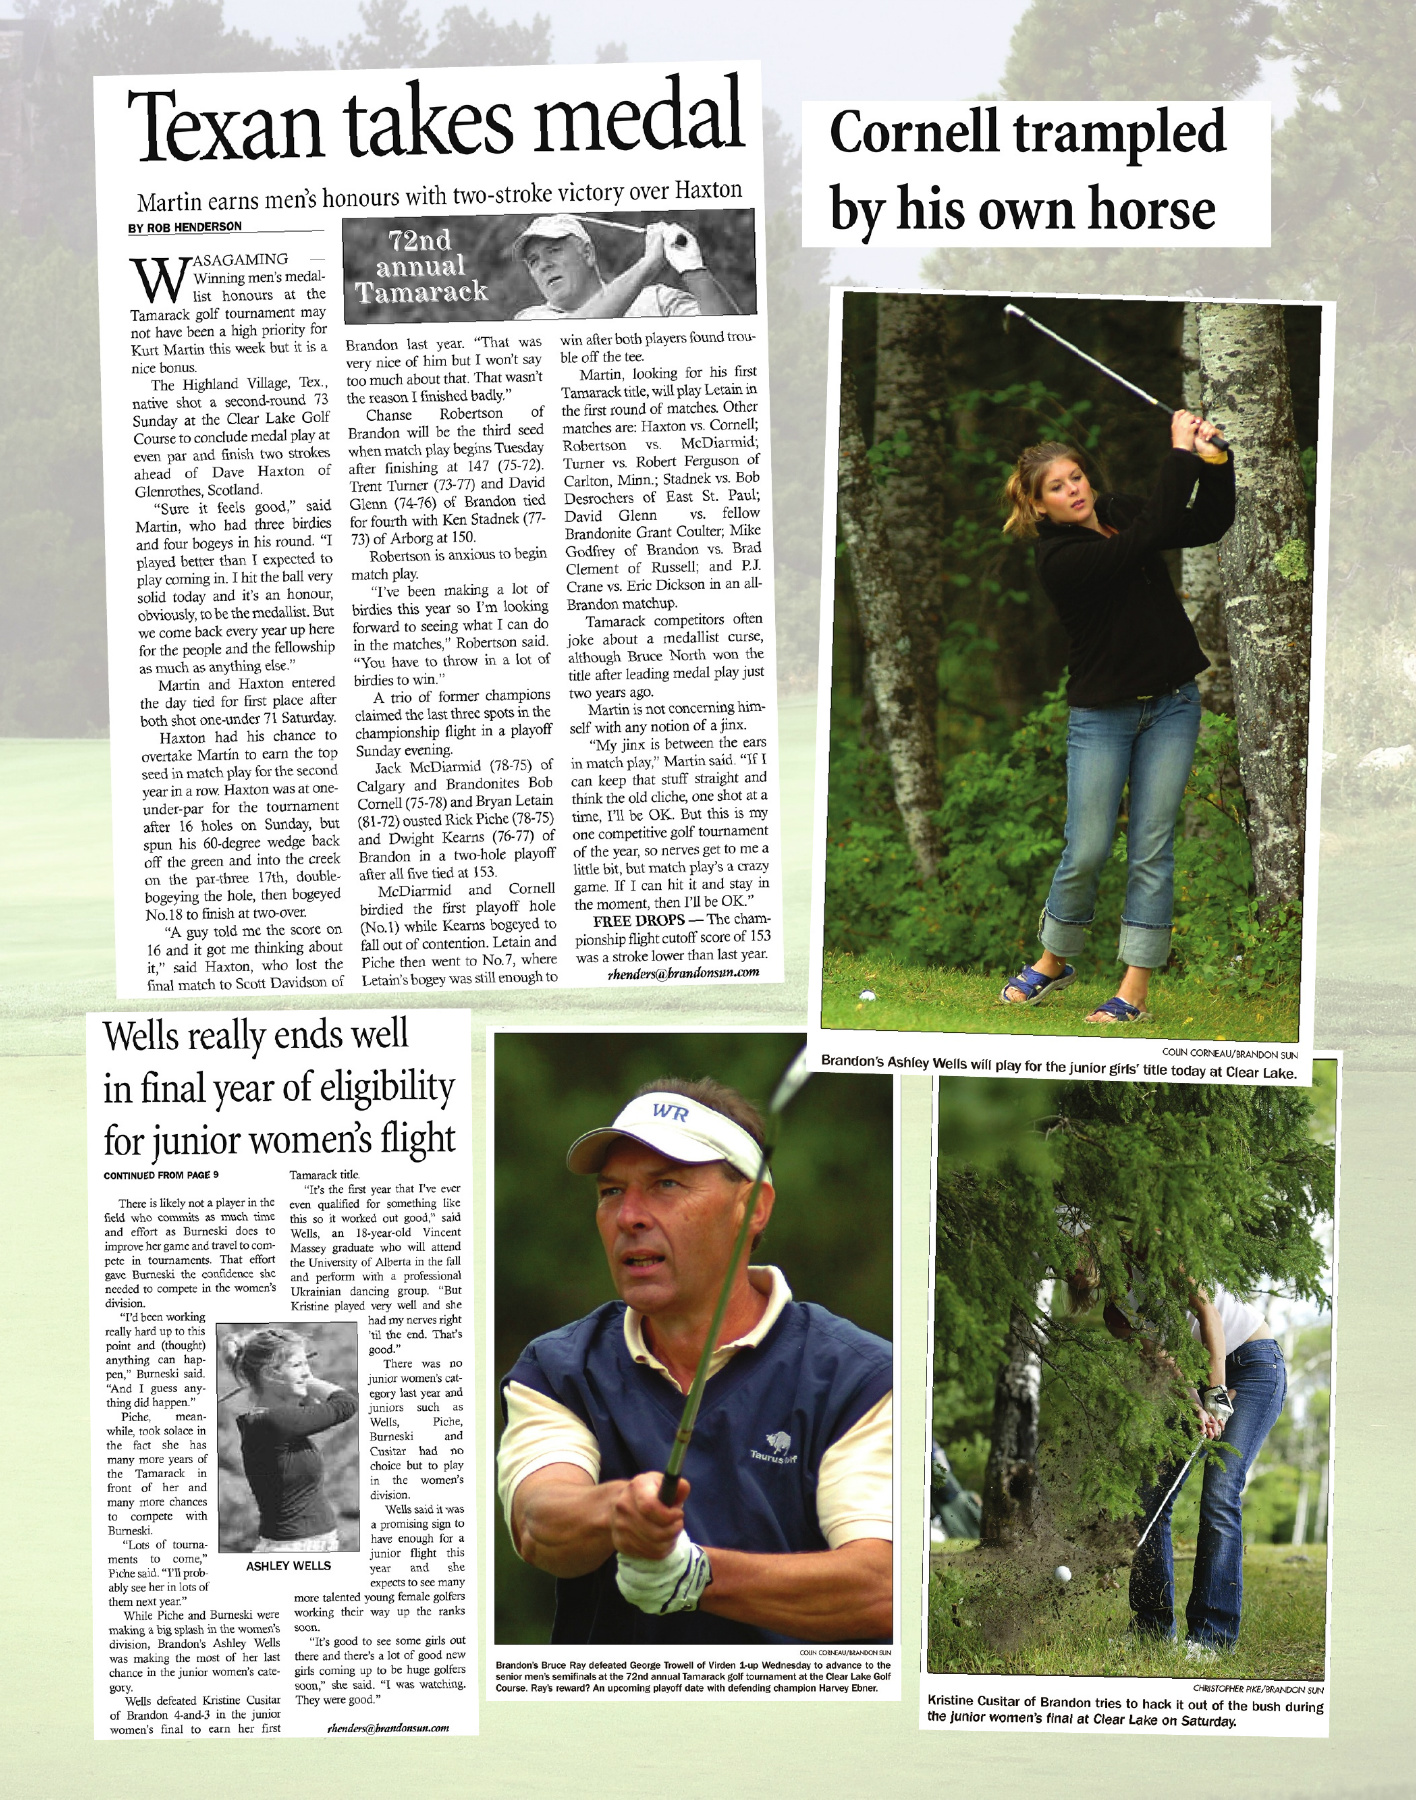 Texan takes medal
Martin earns men's honours with two-stroke victory over Haxton
BY ROB HENDERSON
72nd
annual
Tamarack
WASAGAMING —
Winning men's medal-
list honours at the
Tamarack golf tournament may
not have been a high priority for
Kurt Martin this week but it is a
nice bonus.
The Highland Village, Tex.,
native shot a second-round 73
Sunday at the Clear Lake Golf
Course to conclude medal play at
even par and finish two strokes
ahead of Dave Haxton of
Glenrothes, Scotland.
"Sure it feels good," said
Martin, who had three birdies
and four bogeys in his round. "I
played better than I expected to
play coming in. I hit the ball very
solid today and it's an honour,
obviously, to be the medallist. But
we come back every year up here
for the people and the fellowship
as much as anything else."
Martin and Haxton entered
the day tied for first place after
both shot one-under 71 Saturday.
Haxton had his chance to
overtake Martin to earn the top
seed in match play for the second
year in a row. Haxton was at one-
under-par for the tournament
after 16 holes on Sunday, but
spun his 60-degree wedge back
off the green and into the creek
on the par-three 17th, double-
bogeying the hole, then bogeyed
No.18 to finish at two-over.
"A guy told me the score on
16 and it got me thinking about
it," said Haxton, who lost the
final match to Scott Davidson of
Brandon last year. "That was
very nice of him but I won't say
too much about that. That wasn't
the reason I finished badly."
Chanse Robertson of
Brandon will be the third seed
when match play begins Tuesday
after finishing at 147 (75-72).
Trent Turner (73-77) and David
Glenn (74-76) of Brandon tied
for fourth with Ken Stadnek (77-
73) of Arborg at 150.
Robertson is anxious to begin
match play.
"I've been making a lot of
birdies this year so I'm looking
forward to seeing what I can do
in the matches," Robertson said.
"You have to throw in a lot of
birdies to win."
A trio of former champions
claimed the last three spots in the
championship flight in a playoff
Sunday evening.
Jack McDiarmid (78-75) of
Calgary and Brandonites Bob
Cornell (75-78) and Bryan Letain
(81-72) ousted Rick Piche (78-75)
and Dwight Kearns (76-77) of
Brandon in a two-hole playoff
after all five tied at 153.
McDiarmid and Cornell
birdied the first playoff hole
(No.1) while Kearns bogeyed to
fall out of contention. Letain and
Piche then went to No.7, where
Letain's bogey was still enough to
win after both players found trou-
ble off the tee.
Martin, looking for his first
Tamarack title, will play Letain in
the first round of matches. Other
matches are: Haxton vs. Cornell;
Robertson vs. McDiarmid;
Turner vs. Robert Ferguson of
Carlton, Minn.; Stadnek vs. Bob
Desrochers of East St. Paul;
David Glenn vs. fellow
Brandonite Grant Coulter; Mike
Godfrey of Brandon vs. Brad
Clement of Russell; and P.J.
Crane vs. Eric Dickson in an all-
Brandon matchup.
Tamarack competitors often
joke about a medallist curse,
although Bruce North won the
title after leading medal play just
two years ago.
Martin is not concerning him-
self with any notion of a jinx.
"My jinx is between the ears
in match play," Martin said. "If I
can keep that stuff straight and
think the old cliche, one shot at a
time, I'll be OK. But this is my
one competitive golf tournament
of the year, so nerves get to me a
little bit, but match play's a crazy
game. If I can hit it and stay in
the moment, then I'll be OK."
FREE DROPS — The cham-
pionship flight cutoff score of 153
was a stroke lower than last year.
rhenders@brandonsun.com
Cornell trampled
by his own horse
COLIN CORNEAU/BRANDON SUN
Brandon's Ashley Wells will play for the junior girls' title today at Clear Lake.
Wells really ends well
in final year of eligibility
for junior women's flight
CONTINUED FROM PAGE 9
There is likely not a player in the
field who commits as much time
and effort as Burneski does to
improve her game and travel to com-
pete in tournaments. That effort
gave Burneski the confidence she
needed to compete in the women's
division.
"I'd been working
really hard up to this
point and (thought)
anything can hap-
pen," Burneski said.
"And I guess any-
thing did happen."
Piche, mean-
while, took solace in
the fact she has
many more years of
the Tamarack in
front of her and
many more chances
to compete with
Burneski.
"Lots of tourna-
ments to come,"
Piche said. "I'll prob-
ably see her in lots of
them next year."
While Piche and Burneski were
making a big splash in the women's
division, Brandon's Ashley Wells
was making the most of her last
chance in the junior women's cate-
gory.
Wells defeated Kristine Cusitar
of Brandon 4-and-3 in the junior
women's final to earn her first
Tamarack title.
"It's the first year that I've ever
even qualified for something like
this so it worked out good," said
Wells, an 18-year-old Vincent
Massey graduate who will attend
the University of Alberta in the fall
and perform with a professional
Ukrainian dancing group. "But
Kristine played very well and she
had my nerves right
'til the end. That's
good."
There was no
junior women's cat-
egory last year and
juniors such as
Wells, Piche,
Burneski and
Cusitar had no
choice but to play
in the women's
division.
Wells said it was
a promising sign to
have enough for a
junior flight this
year and she
expects to see many
more talented young female golfers
working their way up the ranks
soon.
"It's good to see some girls out
there and there's a lot of good new
girls coming up to be huge golfers
soon," she said. "I was watching.
They were good."
rhenders@brandonsun.com
ASHLEY WELLS
WR
Taurus Golf
COLIN CORNEAU/BRANDON SUN
Brandon's Bruce Ray defeated George Trowell of Virden 1-up Wednesday to advance to the
senior men's semifinals at the 72nd annual Tamarack golf tournament at the Clear Lake Golf
Course. Ray's reward? An upcoming playoff date with defending champion Harvey Ebner.
CHRISTOPHER PIKE/BRANDON SUN
Kristine Cusitar of Brandon tries to hack it out of the bush during
the junior women's final at Clear Lake on Saturday.